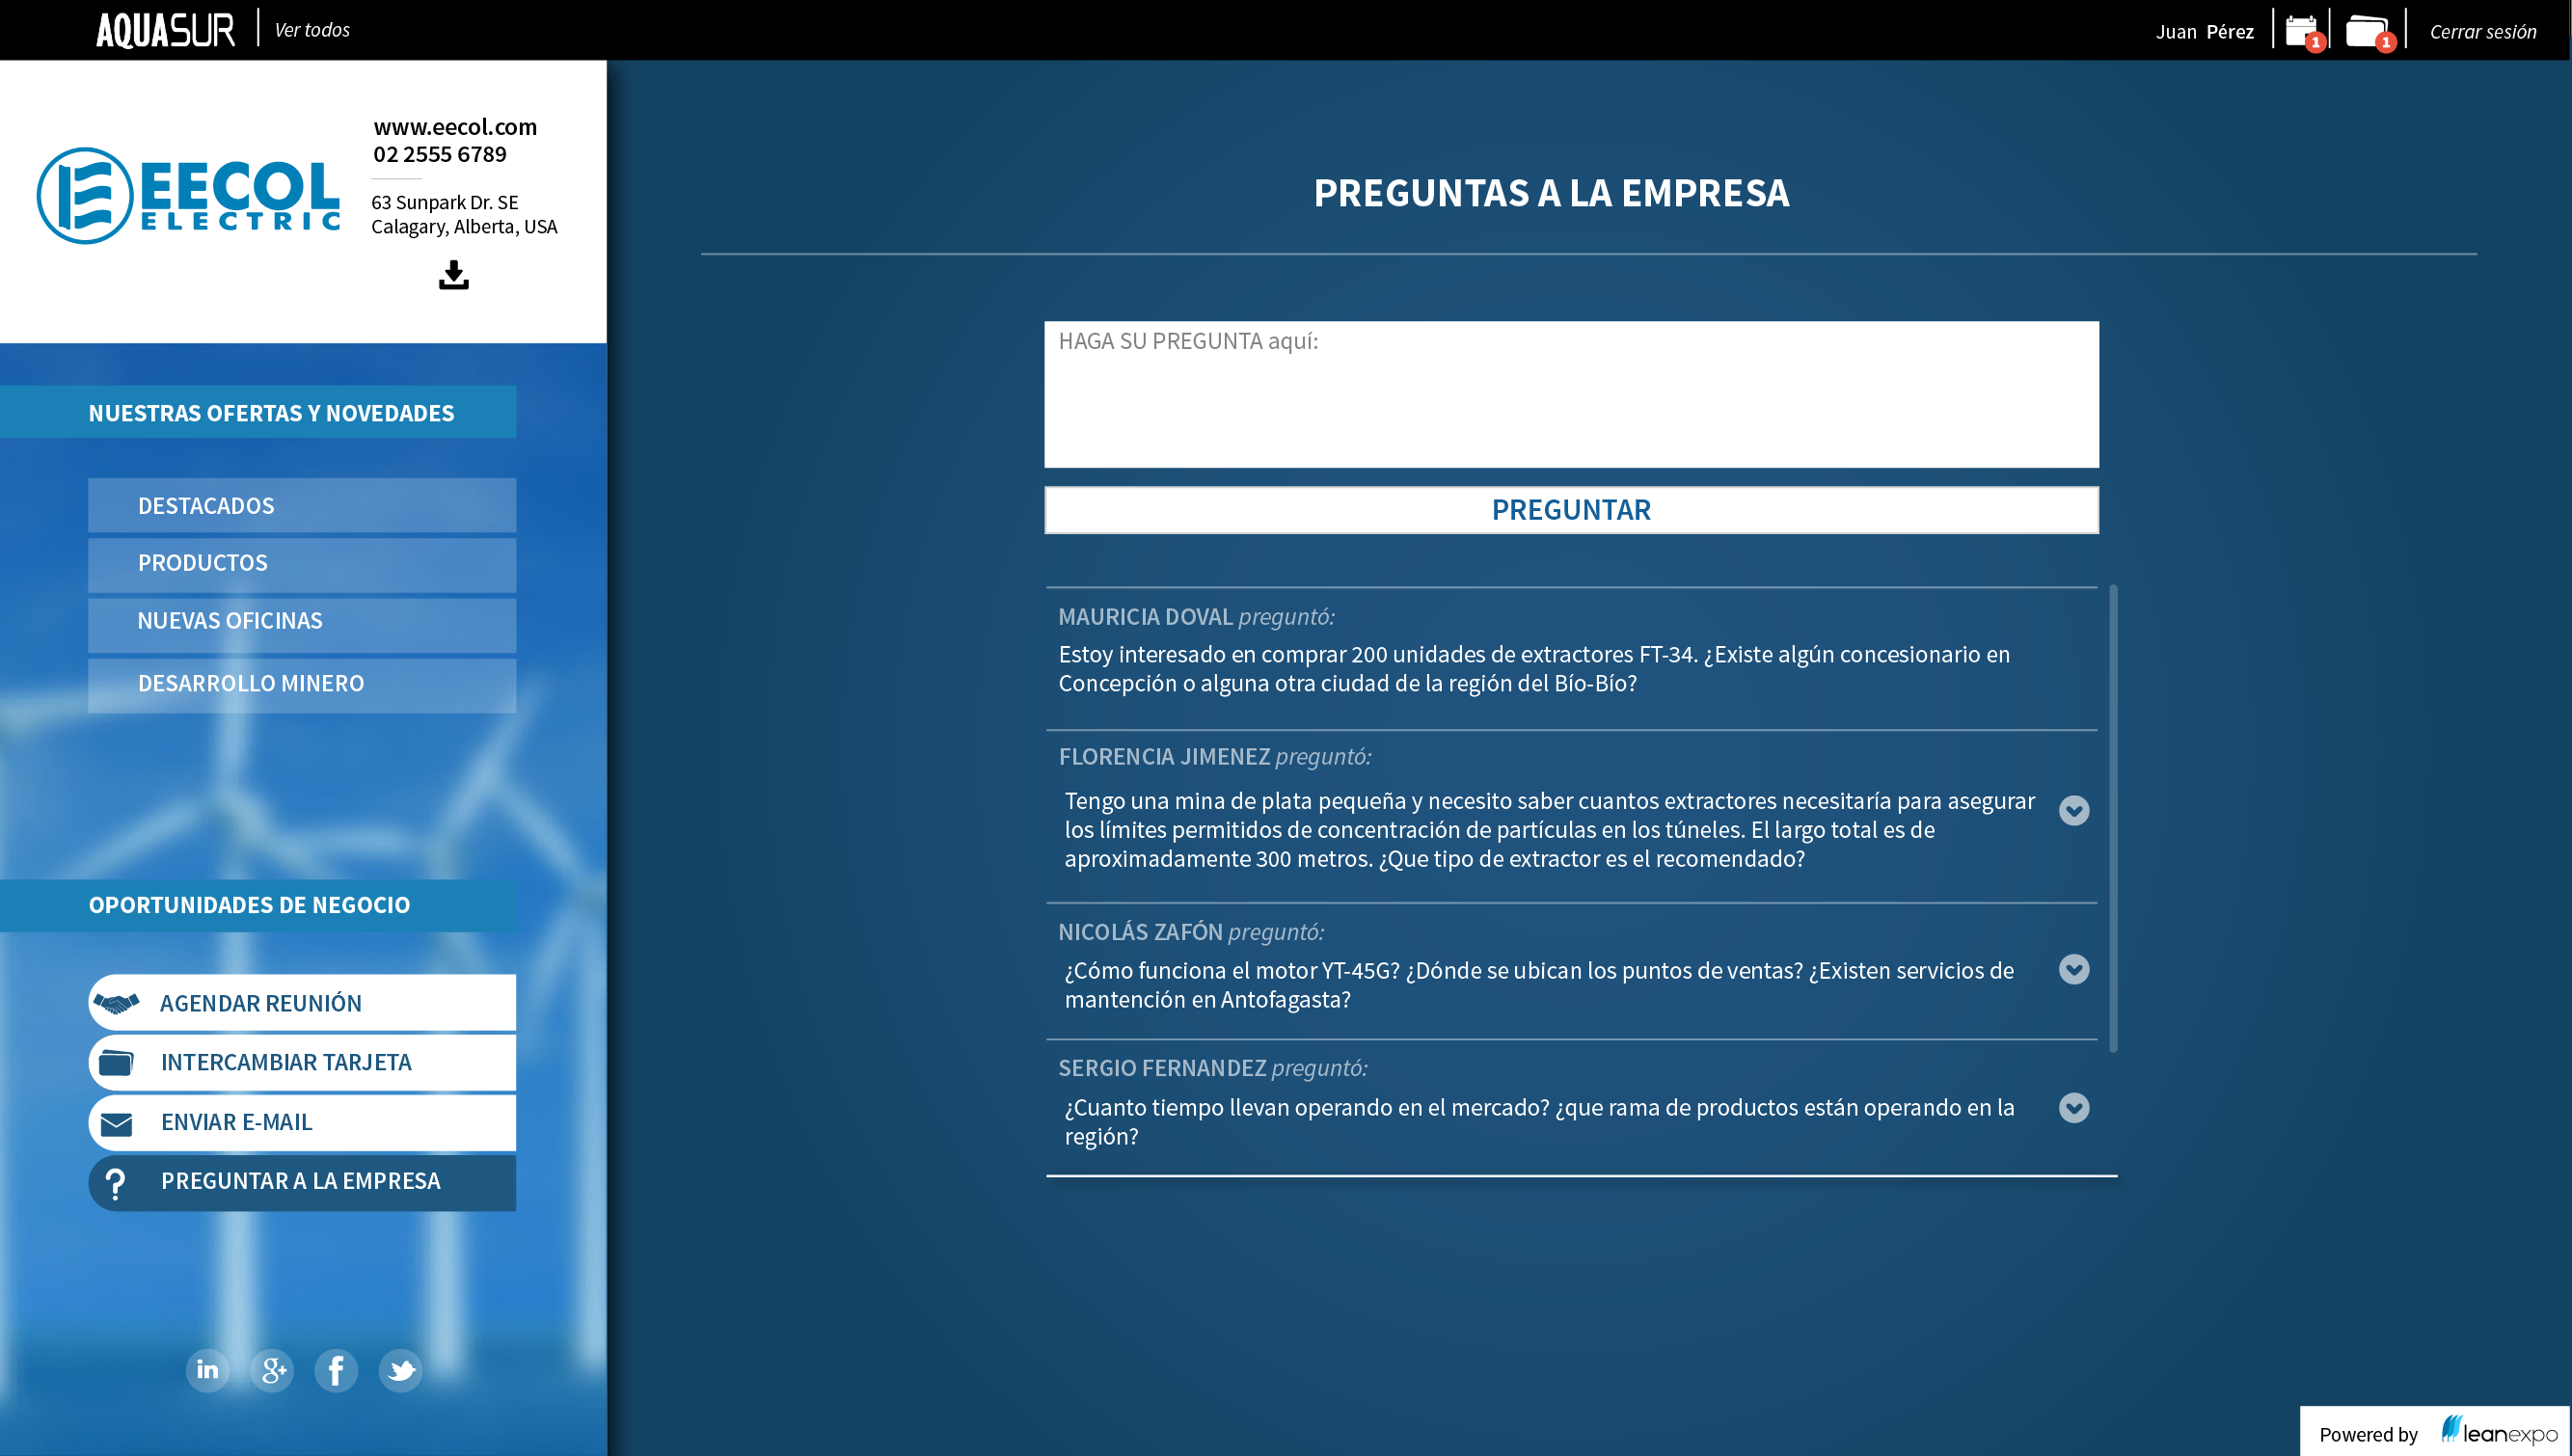 AQUASUR
Ver todos
Juan Pérez
1
1
Cerrar sesión
EECOL
ELECTRIC
www.eecol.com
02 2555 6789
63 Sunpark Dr. SE
Calagary, Alberta, USA
NUESTRAS OFERTAS Y NOVEDADES
DESTACADOS
PRODUCTOS
NUEVAS OFICINAS
DESARROLLO MINERO
OPORTUNIDADES DE NEGOCIO
AGENDAR REUNIÓN
INTERCAMBIAR TARJETA
ENVIAR E-MAIL
? PREGUNTAR A LA EMPRESA
in
g+
f
PREGUNTAS A LA EMPRESA
HAGA SU PREGUNTA aquí:
PREGUNTAR
MAURICIA DOVAL preguntó:
Estoy interesado en comprar 200 unidades de extractores FT-34. ¿Existe algún concesionario en
Concepción o alguna otra ciudad de la región del Bío-Bío?
FLORENCIA JIMENEZ preguntó:
Tengo una mina de plata pequeña y necesito saber cuantos extractores necesitaría para asegurar
los límites permitidos de concentración de partículas en los túneles. El largo total es de
aproximadamente 300 metros. ¿Que tipo de extractor es el recomendado?
NICOLÁS ZAFÓN preguntó:
¿Cómo funciona el motor YT-45G? ¿Dónde se ubican los puntos de ventas? ¿Existen servicios de
mantención en Antofagasta?
SERGIO FERNANDEZ preguntó:
¿Cuanto tiempo llevan operando en el mercado? ¿que rama de productos están operando en la
región?
Powered by leanexpo